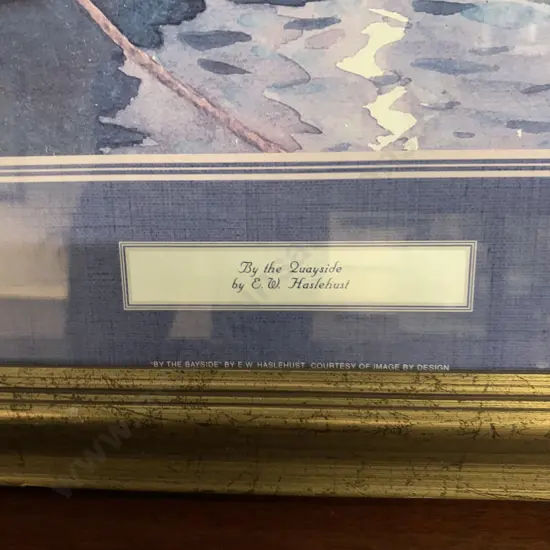 By the Quayside
by E. W. Haslehust
"BY THE BAYSIDE" BY E.W. HASLEHUST COURTESY OF IMAGE BY DESIGN